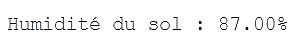 Humidité du sol : 87.00%